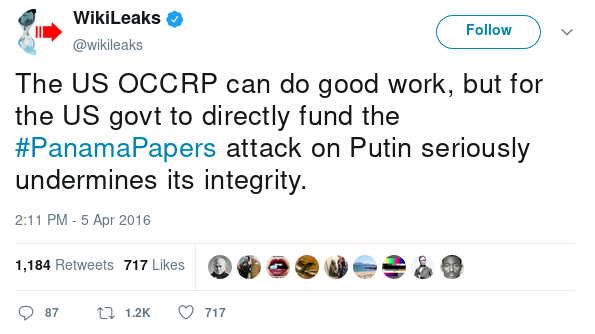 WikiLeaks
@wikileaks
Follow
The US OCCRP can do good work, but for
the US govt to directly fund the
#PanamaPapers attack on Putin seriously
undermines its integrity.
2:11 PM - 5 Apr 2016
1,184 Retweets 717 Likes
87 1.2K 717